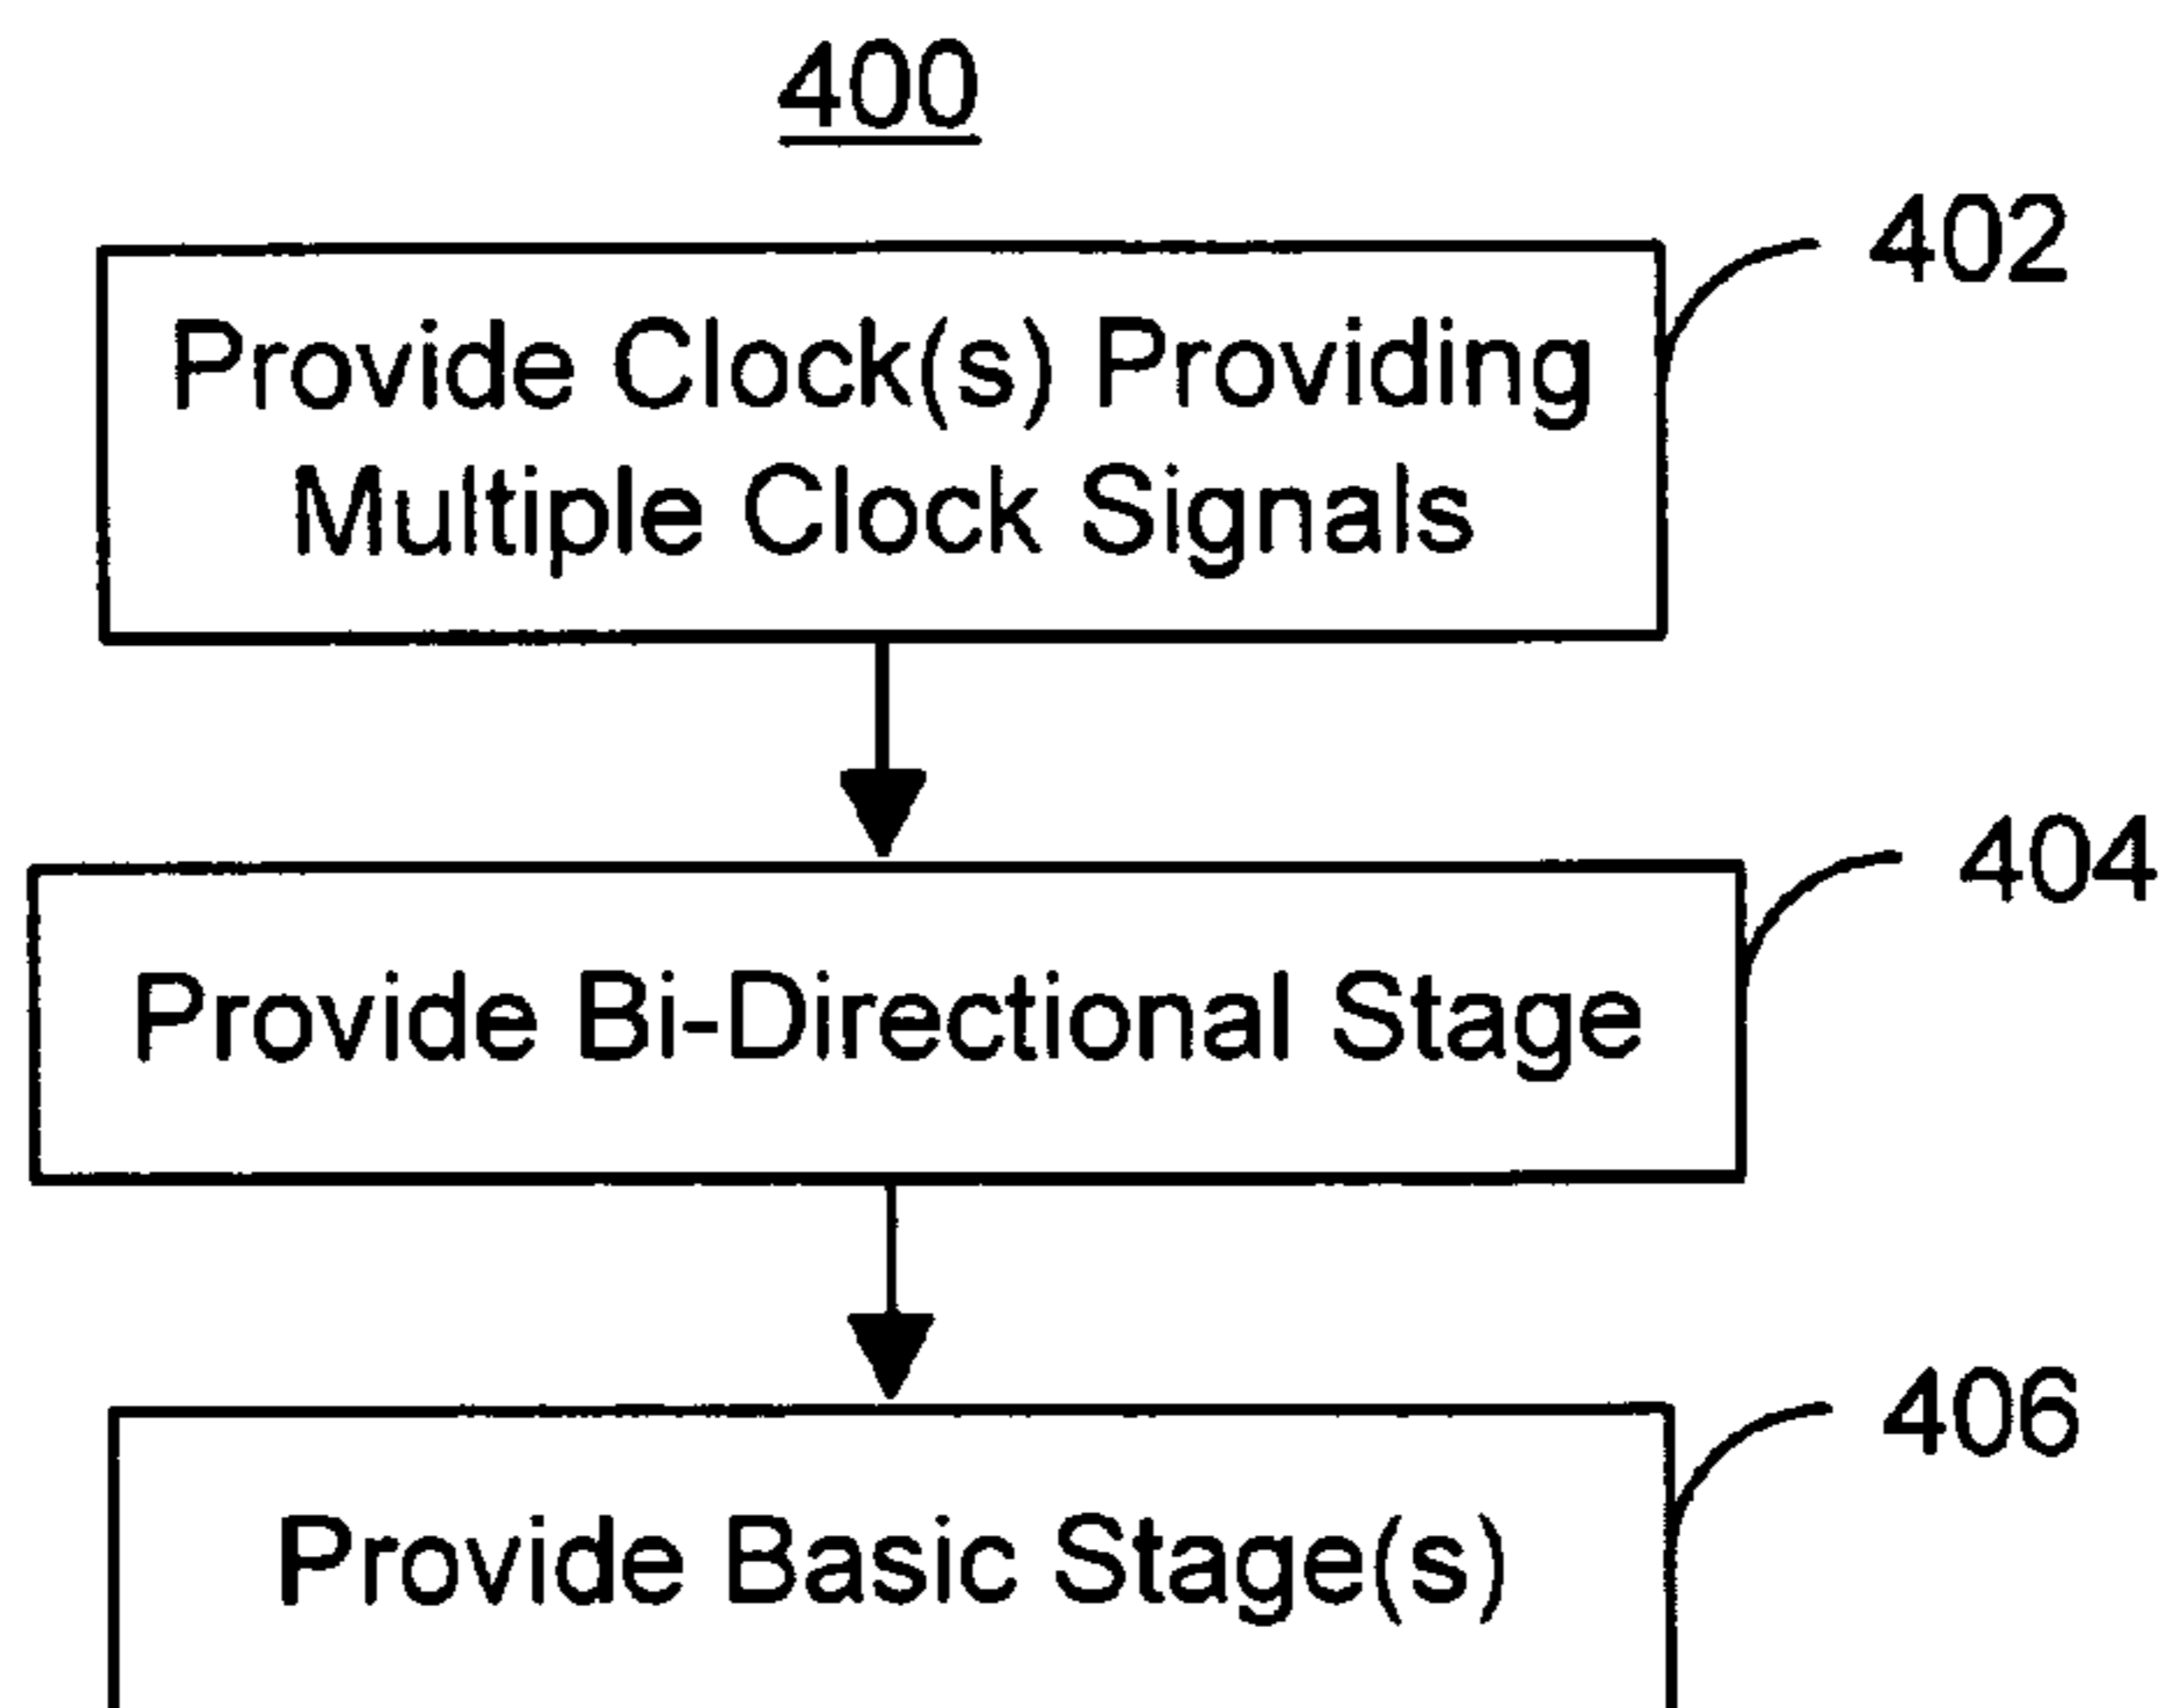 400
402
Provide Clock(s) Providing
Multiple Clock Signals
404
Provide Bi-Directional Stage
406
Provide Basic Stage(s)